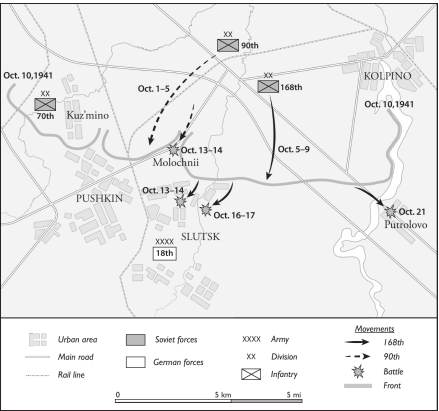 XX
90th
Oct. 10,1941
XX
70th
Kuz'mino
Oct. 1–5
XX
168th
KOLPINO
Oct. 10,1941
Oct. 13–14
Molochnii
Oct. 5–9
Oct. 13–14
PUSHKIN
Oct. 16–17
Oct. 21
Putrolovo
SLUTSK
XXXX
18th
Urban area
Main road
Rail line
Soviet forces
German forces
XXXX Army
XX Division
Infantry
Movements
168th
90th
Battle
Front
0 5 km 5 mi